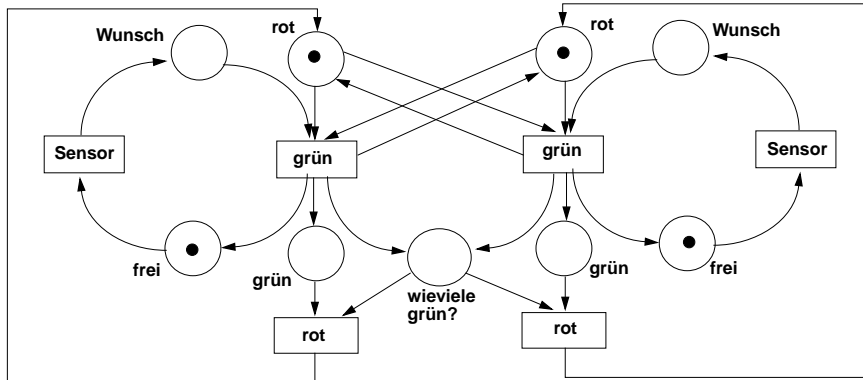 Wunsch
rot
rot
Wunsch
Sensor
grün
grün
Sensor
frei
grün
wieviele
grün?
grün
frei
rot
rot